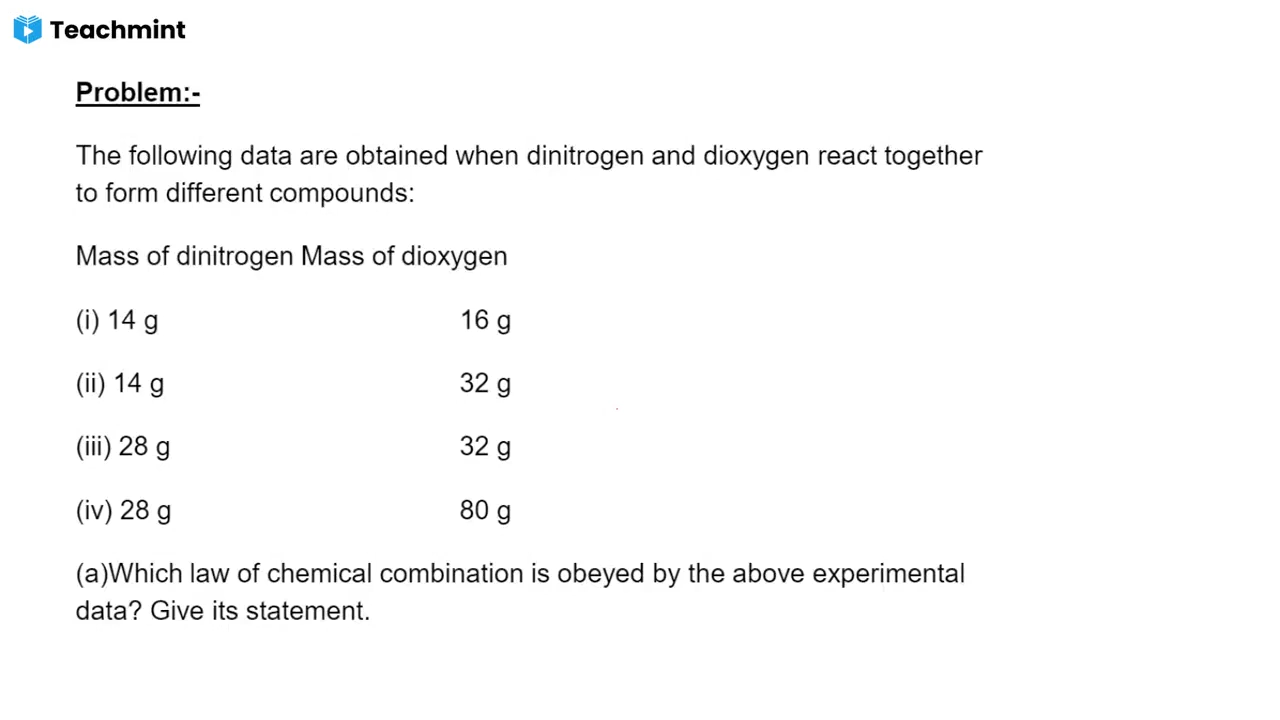 Teachmint
Problem:-
The following data are obtained when dinitrogen and dioxygen react together
to form different compounds:
Mass of dinitrogen Mass of dioxygen
(i) 14 g 16 g
(ii) 14 g 32 g
(iii) 28 g 32 g
(iv) 28 g 80 g
(a)Which law of chemical combination is obeyed by the above experimental
data? Give its statement.